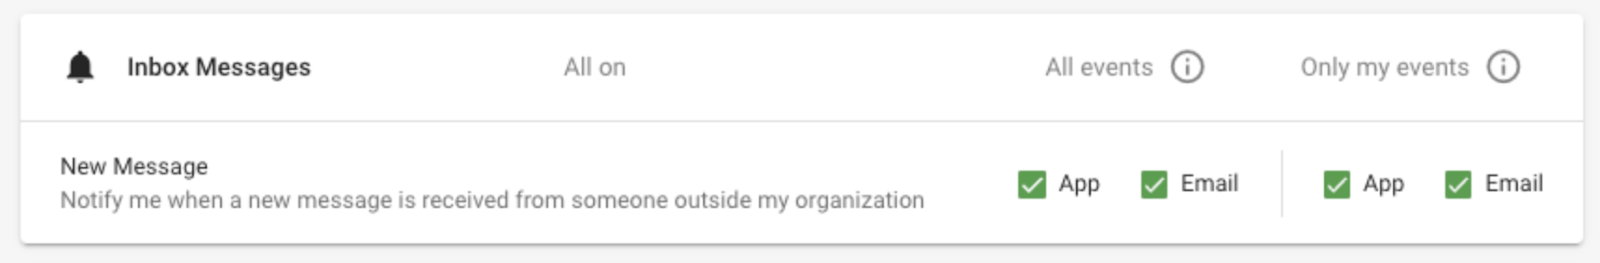 Inbox Messages All on All events Only my events
New Message
Notify me when a new message is received from someone outside my organization
App Email App Email